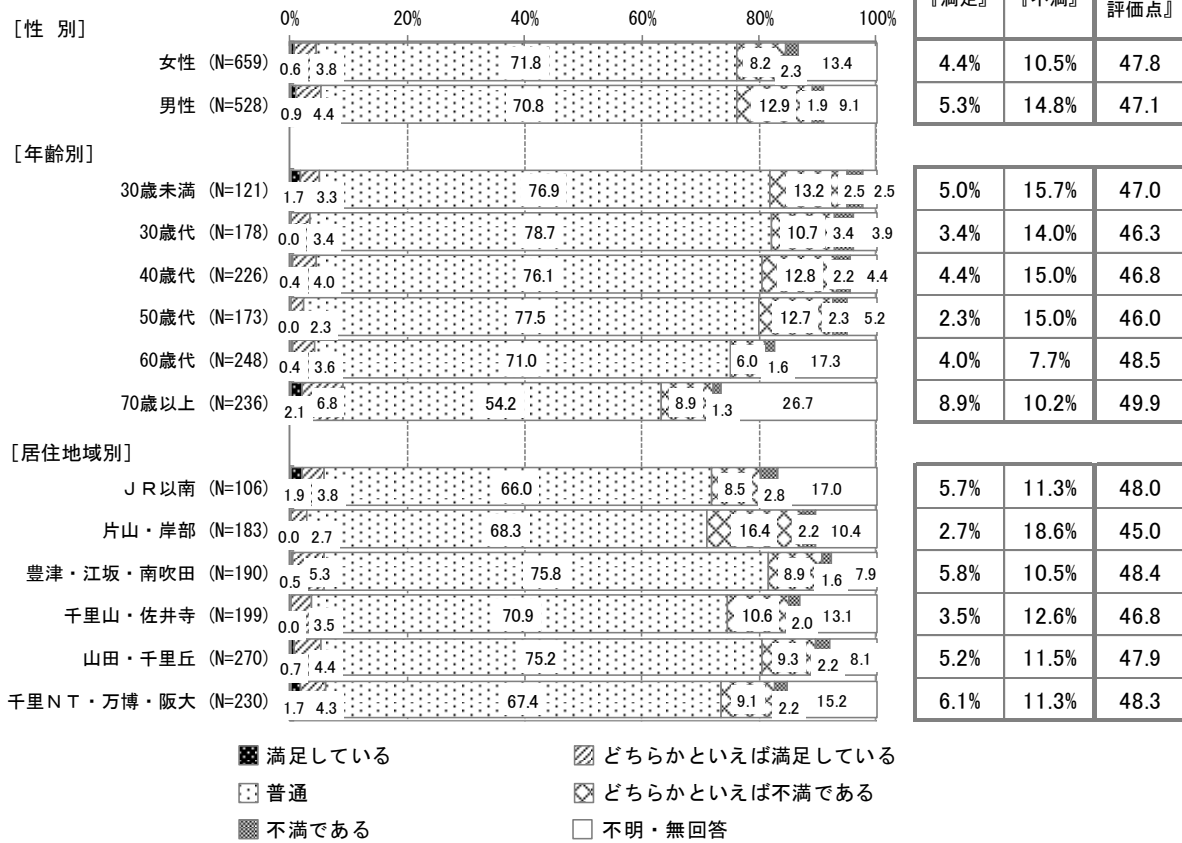 『満足』 『不満』 評価点』
0% 20% 40% 60% 80% 100%
［性 別］
女性 (N=659) 0.6 3.8 71.8 8.2 2.3 13.4 4.4% 10.5% 47.8
男性 (N=528) 0.9 4.4 70.8 12.9 1.9 9.1 5.3% 14.8% 47.1
［年齢別］
30歳未満 (N=121) 1.7 3.3 76.9 13.2 2.5 2.5 5.0% 15.7% 47.0
30歳代 (N=178) 0.0 3.4 78.7 10.7 3.4 3.9 3.4% 14.0% 46.3
40歳代 (N=226) 0.4 4.0 76.1 12.8 2.2 4.4 4.4% 15.0% 46.8
50歳代 (N=173) 0.0 2.3 77.5 12.7 2.3 5.2 2.3% 15.0% 46.0
60歳代 (N=248) 0.4 3.6 71.0 6.0 1.6 17.3 4.0% 7.7% 48.5
70歳以上 (N=236) 2.1 6.8 54.2 8.9 1.3 26.7 8.9% 10.2% 49.9
［居住地域別］
ＪＲ以南 (N=106) 1.9 3.8 66.0 8.5 2.8 17.0 5.7% 11.3% 48.0
片山・岸部 (N=183) 0.0 2.7 68.3 16.4 2.2 10.4 2.7% 18.6% 45.0
豊津・江坂・南吹田 (N=190) 0.5 5.3 75.8 8.9 1.6 7.9 5.8% 10.5% 48.4
千里山・佐井寺 (N=199) 0.0 3.5 70.9 10.6 2.0 13.1 3.5% 12.6% 46.8
山田・千里丘 (N=270) 0.7 4.4 75.2 9.3 2.2 8.1 5.2% 11.5% 47.9
千里ＮＴ・万博・阪大 (N=230) 1.7 4.3 67.4 9.1 2.2 15.2 6.1% 11.3% 48.3
満足している どちらかといえば満足している
普通 どちらかといえば不満である
不満である 不明・無回答